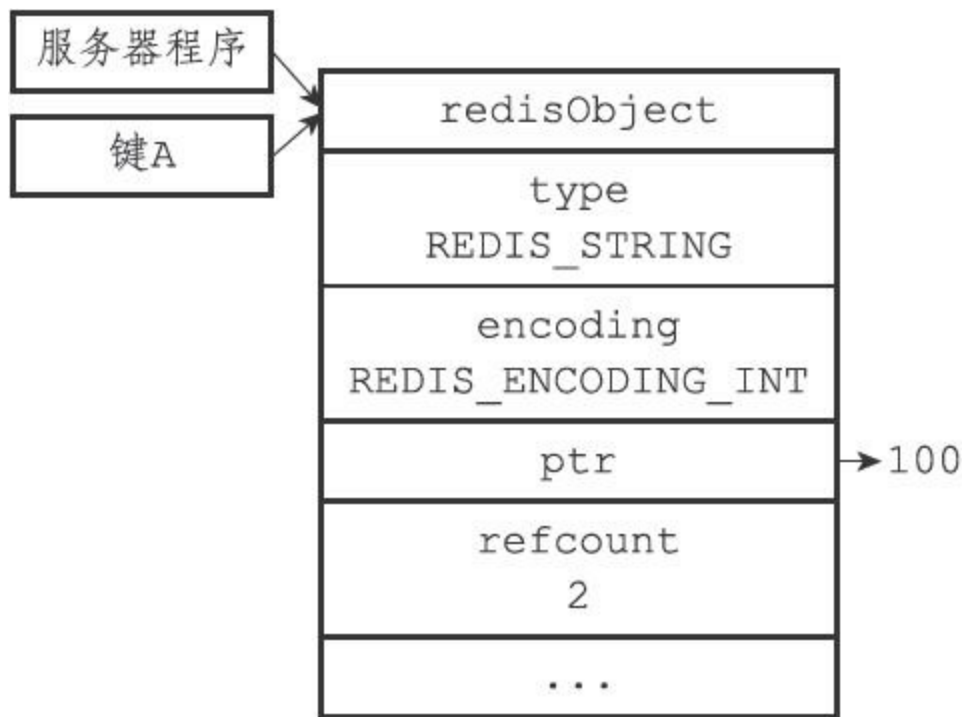 服务器程序
键A
redisObject
type
REDIS_STRING
encoding
REDIS_ENCODING_INT
ptr
100
refcount
2
...